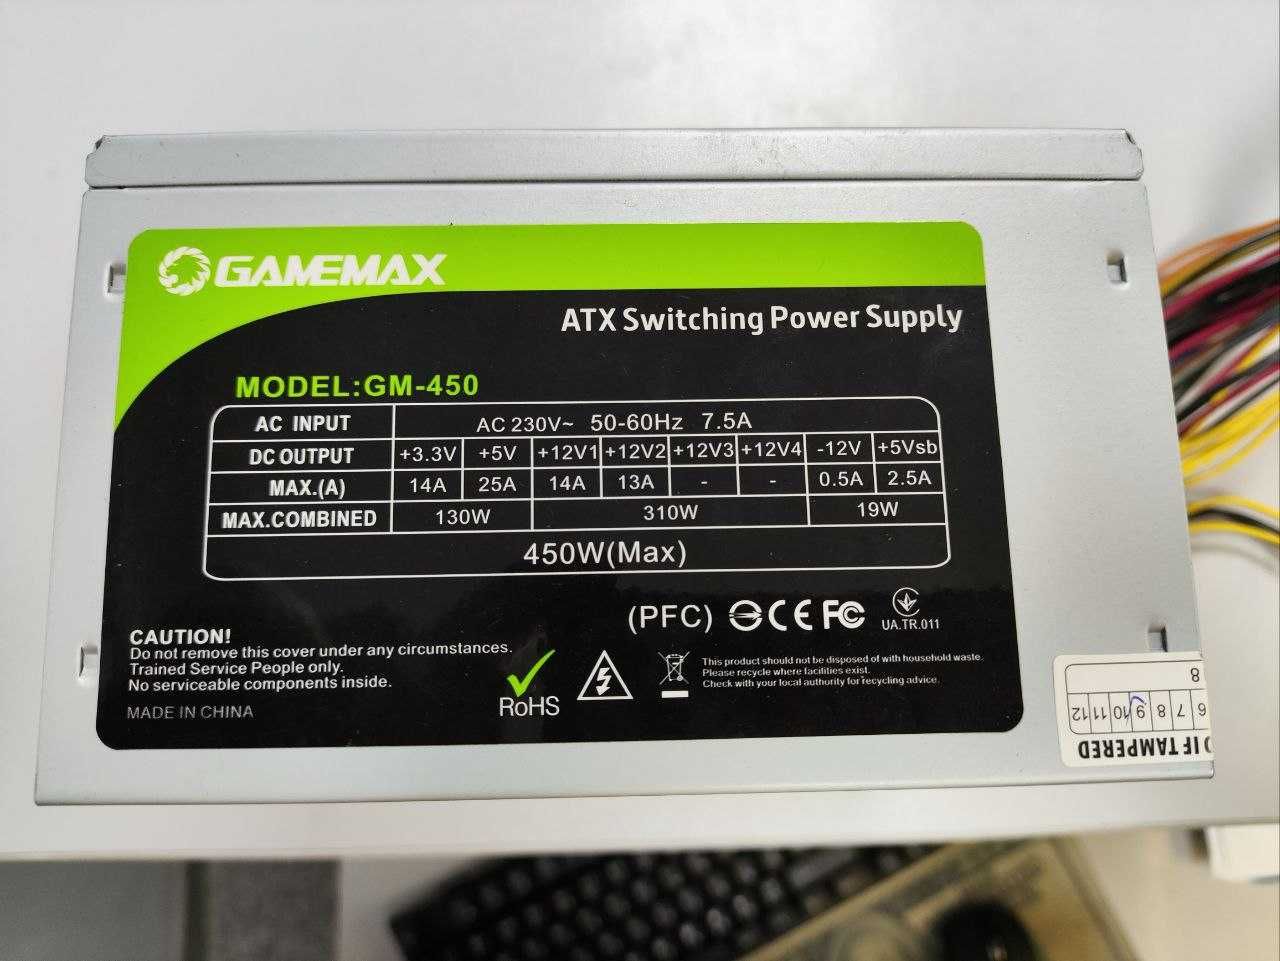 GAMEMAX
ATX Switching Power Supply
MODEL:GM-450
AC INPUT AC 230V~ 50-60Hz 7.5A
DC OUTPUT +3.3V +5V +12V1 +12V2 +12V3 +12V4 -12V +5Vsb
MAX.(A) 14A 25A 14A 13A - - 0.5A 2.5A
MAX.COMBINED 130W 310W 19W
450W(Max)
(PFC) CE FC
UA.TR.011
CAUTION!
Do not remove this cover under any circumstances.
Trained Service People only.
No serviceable components inside.
MADE IN CHINA
RoHS
This product should not be disposed of with household waste.
Please recycle where facilities exist.
Check with your local authority for recycling advice.
D IF TAMPERED
6 7 8 9 10 11 12
8